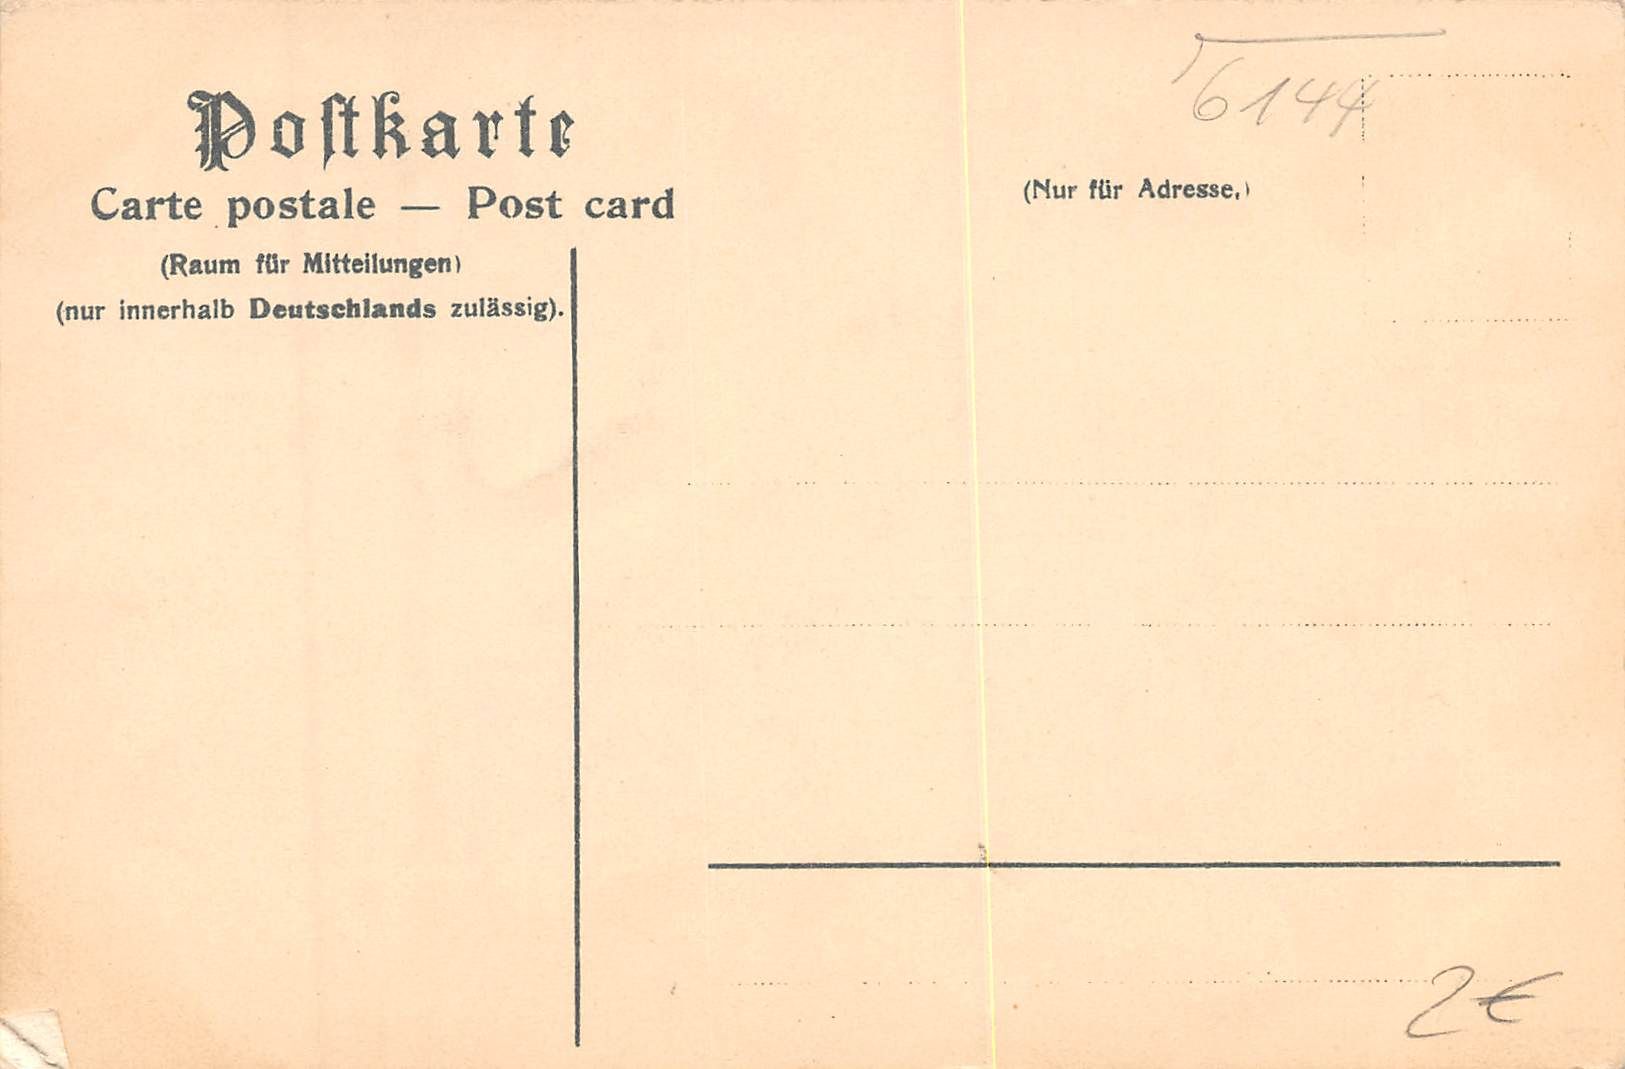 6144
Poſtkarte
Carte postale — Post card
(Nur für Adresse.)
(Raum für Mitteilungen)
(nur innerhalb Deutschlands zulässig).
2€